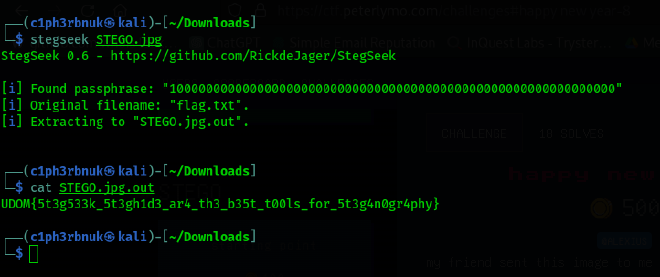 ┌──(c1ph3rbnuk㉿kali)-[~/Downloads]
└─$ stegseek STEGO.jpg
StegSeek 0.6 - https://github.com/RickdeJager/StegSeek
[i] Found passphrase: "1000000000000000000000000000000000000000000000000000000000000"
[i] Original filename: "flag.txt".
[i] Extracting to "STEGO.jpg.out".
┌──(c1ph3rbnuk㉿kali)-[~/Downloads]
└─$ cat STEGO.jpg.out
UDOM{5t3g533k_5t3gh1d3_ar4_th3_b35t_t00ls_for_5t3g4n0gr4phy}
┌──(c1ph3rbnuk㉿kali)-[~/Downloads]
└─$
CHALLENGE
10 SOLVES
500